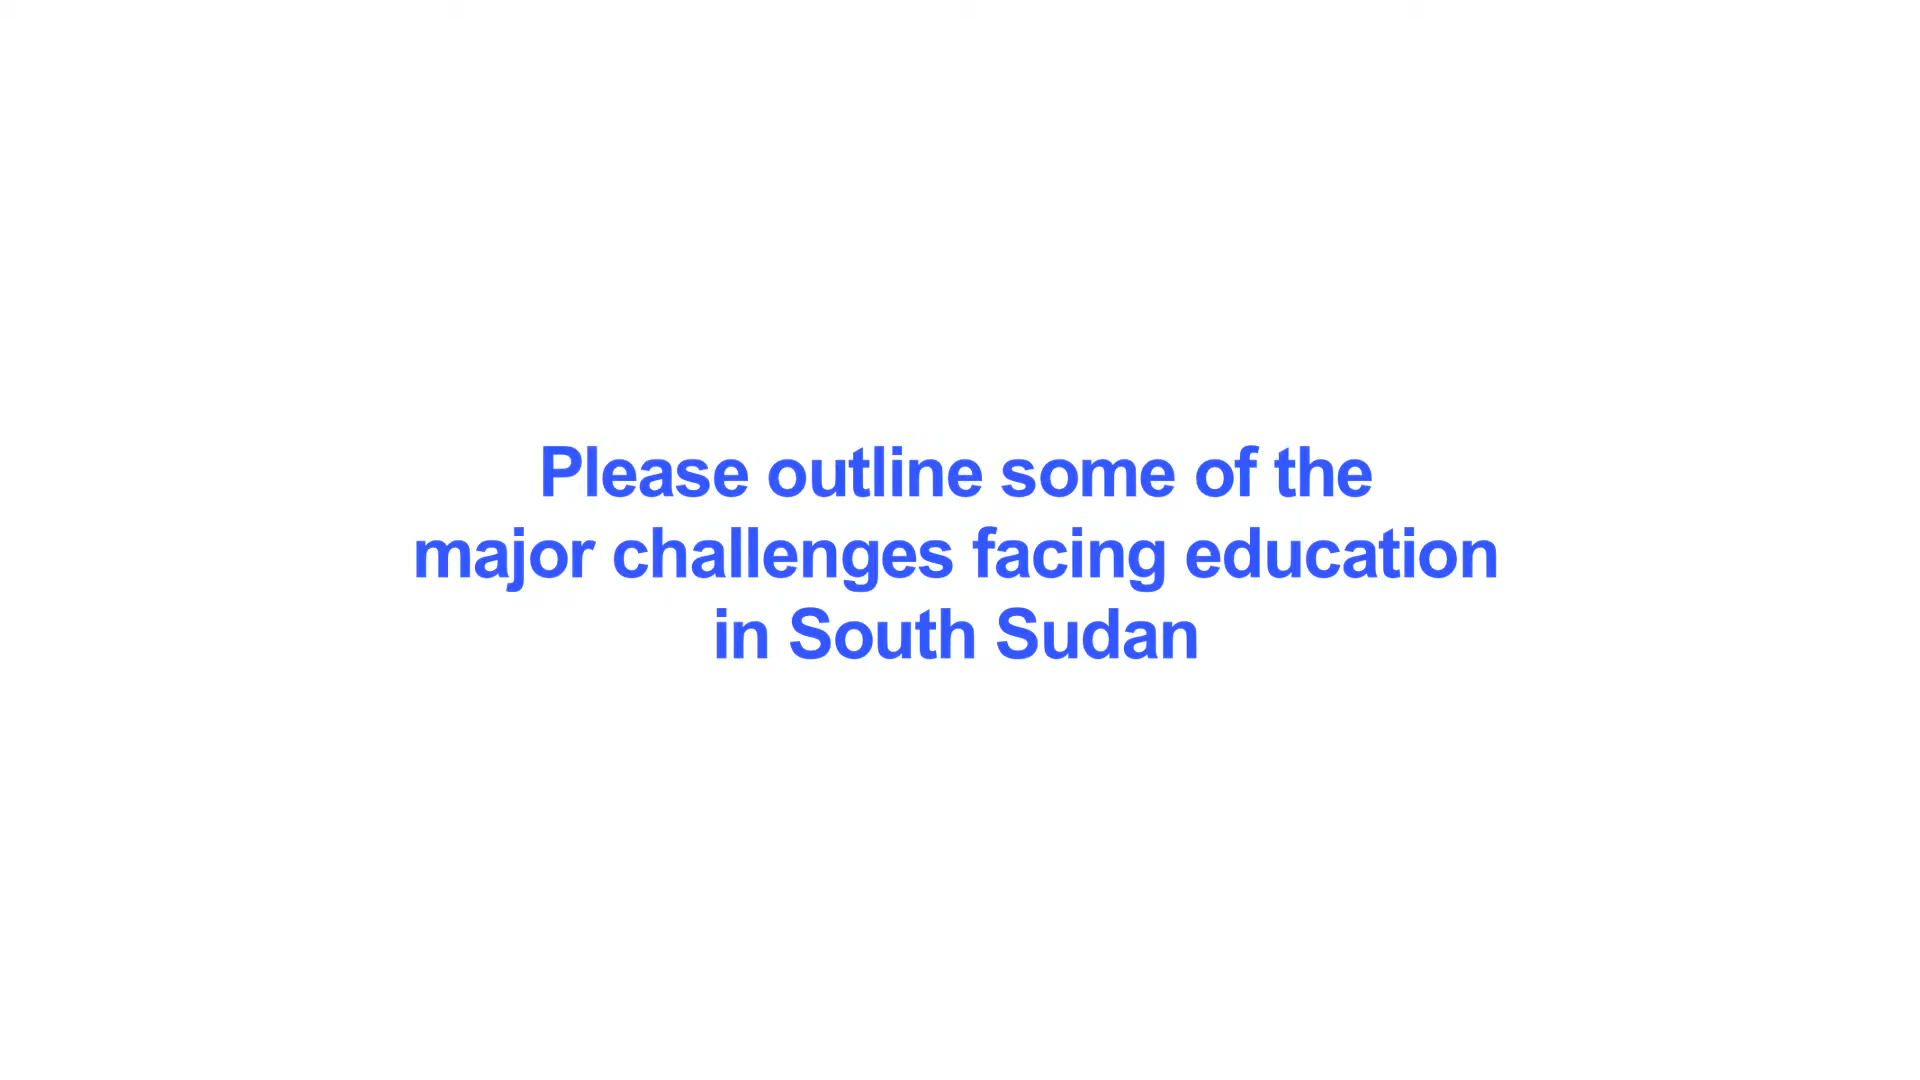 Please outline some of the
major challenges facing education
in South Sudan